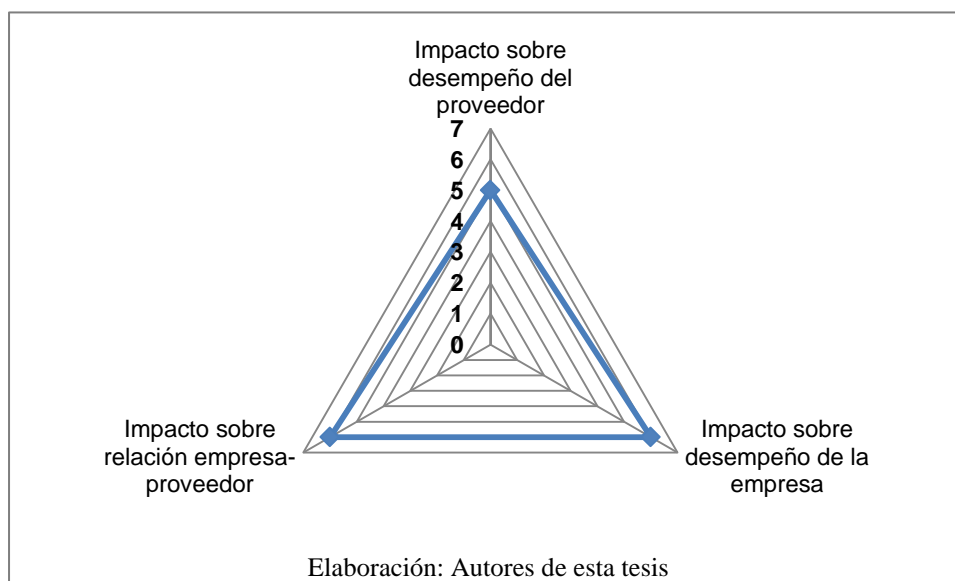 Impacto sobre
desempeño del
proveedor
7
6
5
4
3
2
1
0
Impacto sobre
relación empresa-
proveedor
Impacto sobre
desempeño de la
empresa
Elaboración: Autores de esta tesis